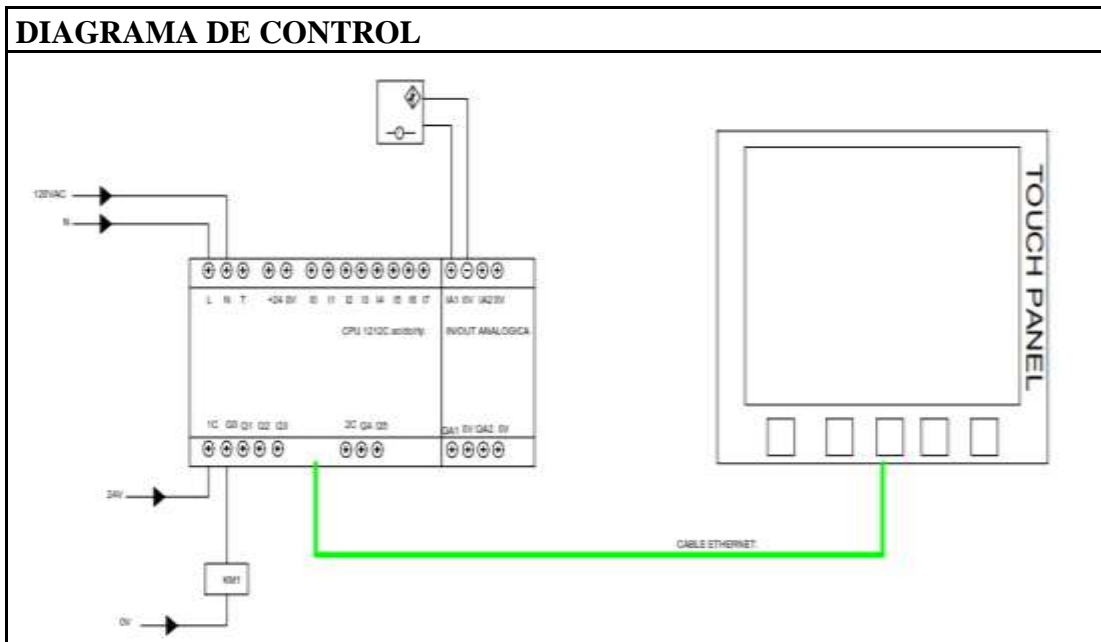 DIAGRAMA DE CONTROL
120VAC
N
L N T +24 0V I0 I1 I2 I3 I4 I5 I6 I7 IA1 0V IA2 0V
CPU 1212C ac/dc/rly IN/OUT ANALOGICA
1C Q0 Q1 Q2 Q3 2C Q4 Q5 QA1 0V QA2 0V
24V
KM1
0V
CABLE ETHERNET
TOUCH PANEL